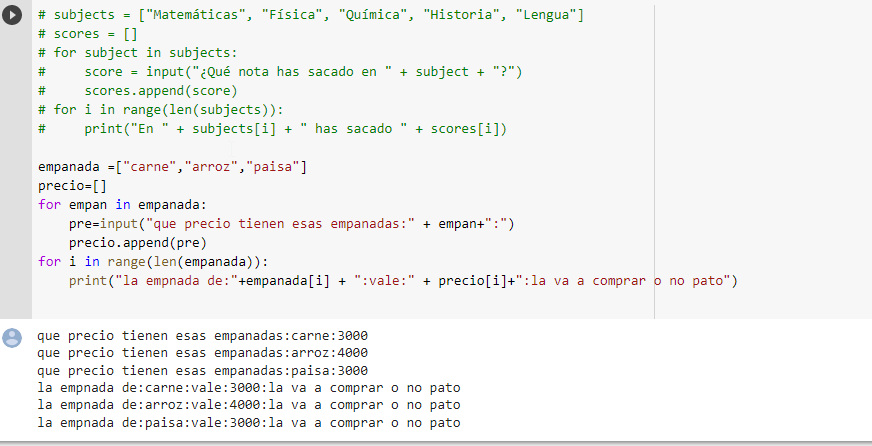 # subjects = ["Matemáticas", "Física", "Química", "Historia", "Lengua"]
# scores = []
# for subject in subjects:
#     score = input("¿Qué nota has sacado en " + subject + "?")
#     scores.append(score)
# for i in range(len(subjects)):
#     print("En " + subjects[i] + " has sacado " + scores[i])
empanada =["carne","arroz","paisa"]
precio=[]
for empan in empanada:
    pre=input("que precio tienen esas empanadas:" + empan+":")
    precio.append(pre)
for i in range(len(empanada)):
    print("la empnada de:"+empanada[i] + ":vale:" + precio[i]+":la va a comprar o no pato")
que precio tienen esas empanadas:carne:3000
que precio tienen esas empanadas:arroz:4000
que precio tienen esas empanadas:paisa:3000
la empnada de:carne:vale:3000:la va a comprar o no pato
la empnada de:arroz:vale:4000:la va a comprar o no pato
la empnada de:paisa:vale:3000:la va a comprar o no pato